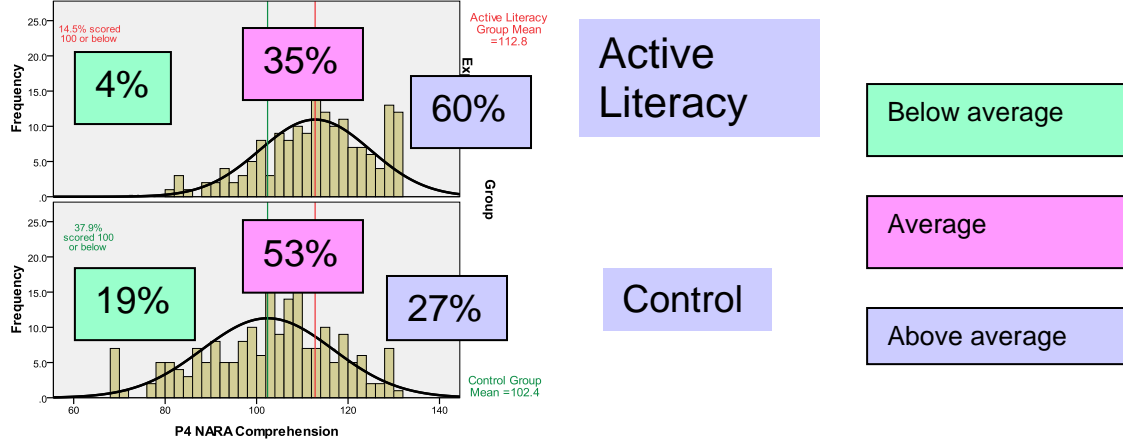 25.0
20.0
15.0
10.0
5.0
.0
Frequency
14.5% scored
100 or below
4%
35%
60%
Active Literacy
Group Mean
=112.8
Ex
Group
Active
Literacy
Below average
Average
Above average
25.0
20.0
15.0
10.0
5.0
.0
Frequency
37.9%
scored 100
or below
19%
53%
27%
Control
Control Group
Mean =102.4
60
80
100
120
140
P4 NARA Comprehension